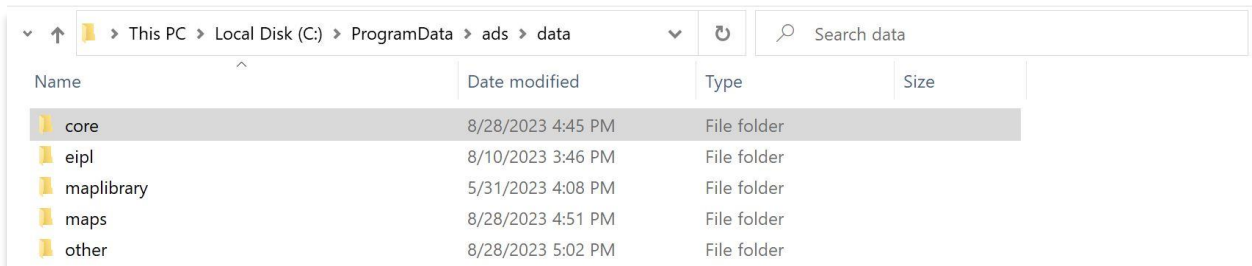 This PC > Local Disk (C:) > ProgramData > ads > data Search data
Name Date modified Type Size
core 8/28/2023 4:45 PM File folder
eipl 8/10/2023 3:46 PM File folder
maplibrary 5/31/2023 4:08 PM File folder
maps 8/28/2023 4:51 PM File folder
other 8/28/2023 5:02 PM File folder